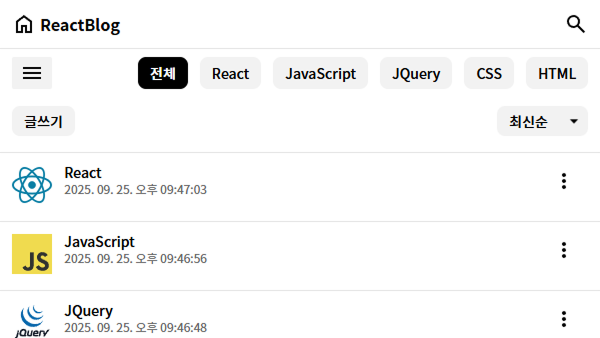 ReactBlog
전체 React JavaScript JQuery CSS HTML
글쓰기 최신순
React
2025. 09. 25. 오후 09:47:03
JS
JavaScript
2025. 09. 25. 오후 09:46:56
jQuery
JQuery
2025. 09. 25. 오후 09:46:48